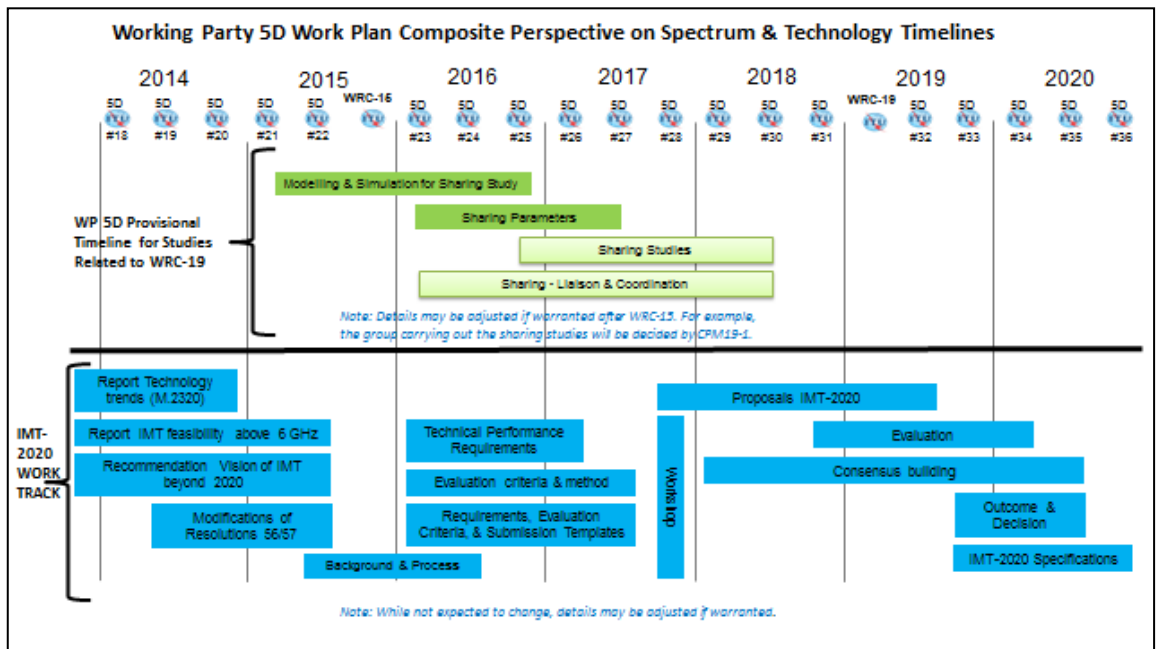 Working Party 5D Work Plan Composite Perspective on Spectrum & Technology Timelines
2014 2015 2016 2017 2018 2019 2020
5D 5D 5D 5D 5D WRC-15 5D 5D 5D 5D 5D 5D 5D 5D 5D WRC-19 5D 5D 5D 5D 5D
#18 #19 #20 #21 #22 #23 #24 #25 #26 #27 #28 #29 #30 #31 #32 #33 #34 #35 #36
WP 5D Provisional
Timeline for Studies
Related to WRC-19
Modelling & Simulation for Sharing Study
Sharing Parameters
Sharing Studies
Sharing - Liaison & Coordination
Note: Details may be adjusted if warranted after WRC-15. For example,
the group carrying out the sharing studies will be decided by CPM19-1.
IMT-
2020
WORK
TRACK
Report Technology
trends (M.2320)
Report IMT feasibility above 6 GHz
Recommendation Vision of IMT
beyond 2020
Modifications of
Resolutions 56/57
Background & Process
Technical Performance
Requirements
Evaluation criteria & method
Requirements, Evaluation
Criteria, & Submission Templates
Workshop
Proposals IMT-2020
Evaluation
Consensus building
Outcome &
Decision
IMT-2020 Specifications
Note: While not expected to change, details may be adjusted if warranted.